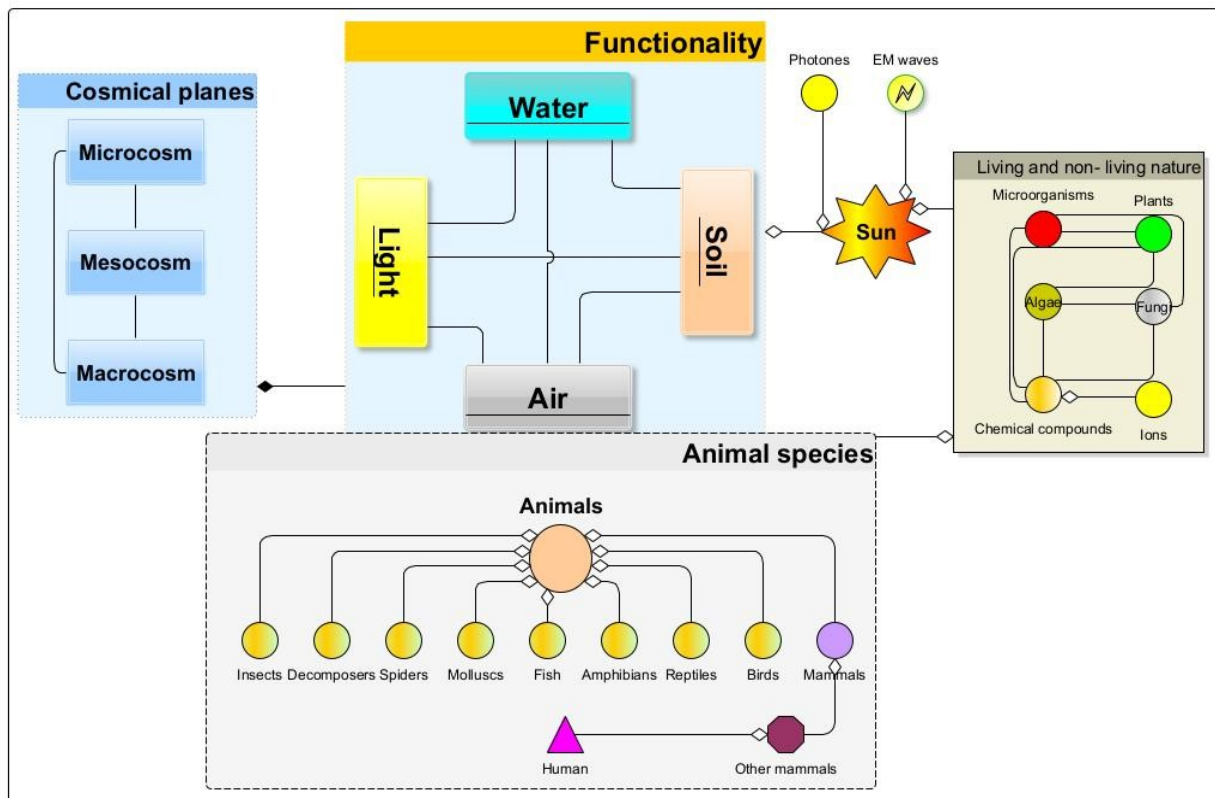 Functionality
Cosmical planes
Microcosm
Mesocosm
Macrocosm
Water
Light
Soil
Air
Photones
EM waves
Sun
Living and non- living nature
Microorganisms
Plants
Algae
Fungi
Chemical compounds
Ions
Animal species
Animals
Insects
Decomposers
Spiders
Molluscs
Fish
Amphibians
Reptiles
Birds
Mammals
Human
Other mammals